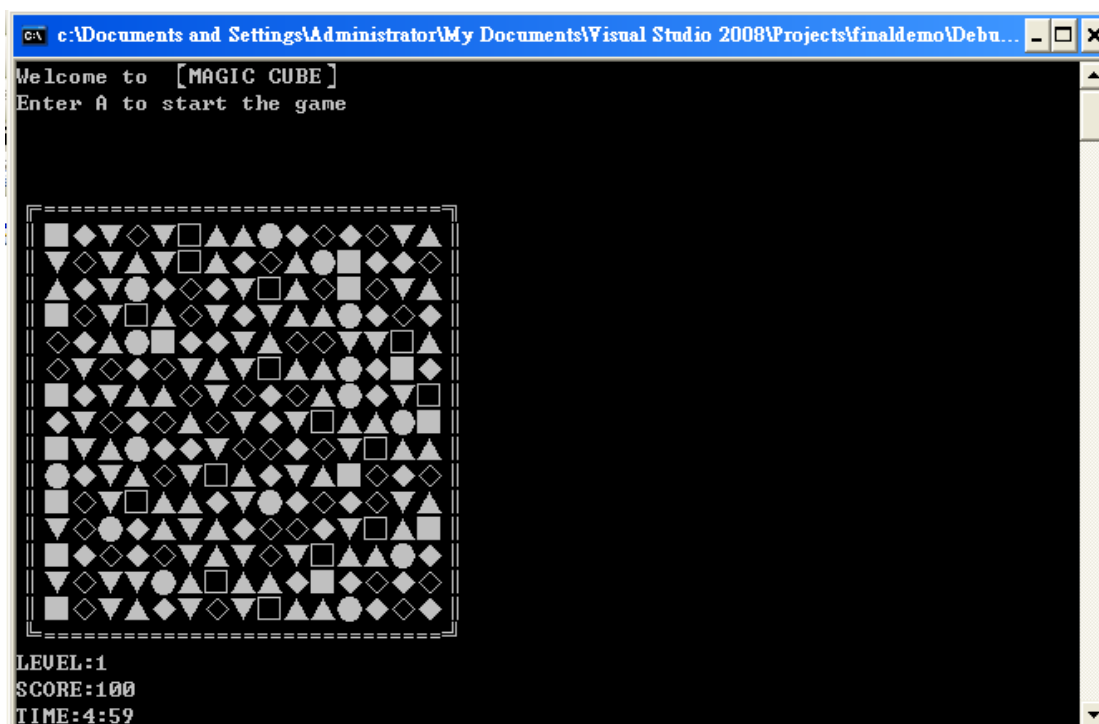 c:\Documents and Settings\Administrator\My Documents\Visual Studio 2008\Projects\finaldemo\Debu...
Welcome to [MAGIC CUBE]
Enter A to start the game
LEVEL:1
SCORE:100
TIME:4:59